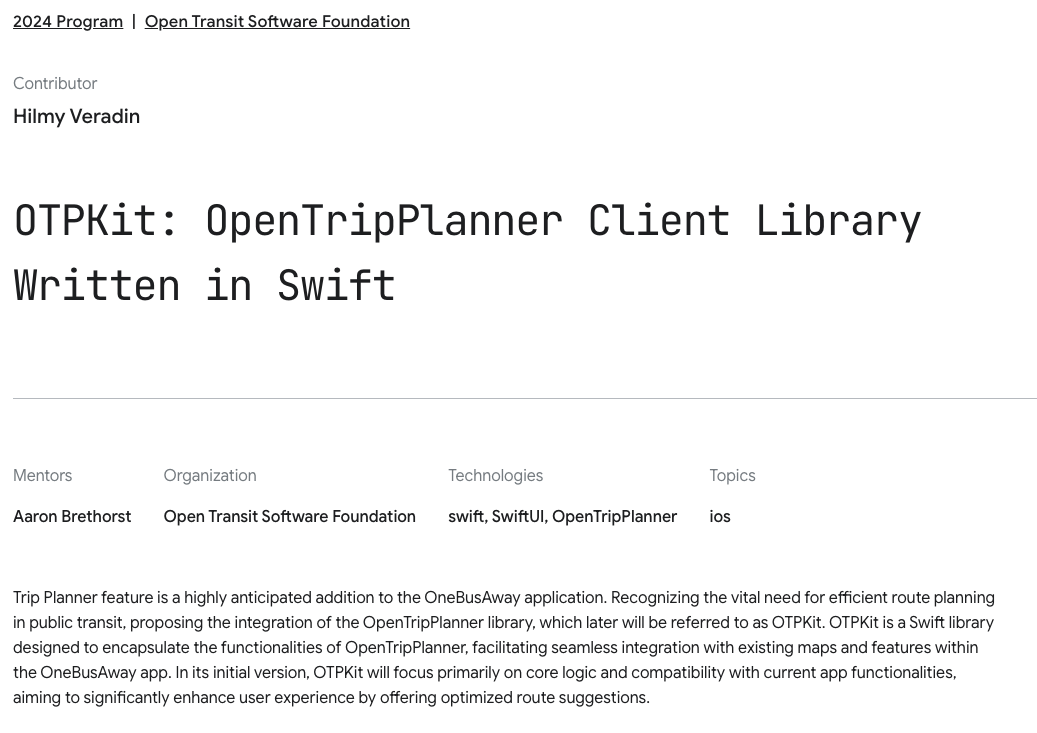 2024 Program | Open Transit Software Foundation
Contributor
Hilmy Veradin
OTPKit: OpenTripPlanner Client Library
Written in Swift
Mentors Organization Technologies Topics
Aaron Brethorst Open Transit Software Foundation swift, SwiftUI, OpenTripPlanner ios
Trip Planner feature is a highly anticipated addition to the OneBusAway application. Recognizing the vital need for efficient route planning
in public transit, proposing the integration of the OpenTripPlanner library, which later will be referred to as OTPKit. OTPKit is a Swift library
designed to encapsulate the functionalities of OpenTripPlanner, facilitating seamless integration with existing maps and features within
the OneBusAway app. In its initial version, OTPKit will focus primarily on core logic and compatibility with current app functionalities,
aiming to significantly enhance user experience by offering optimized route suggestions.